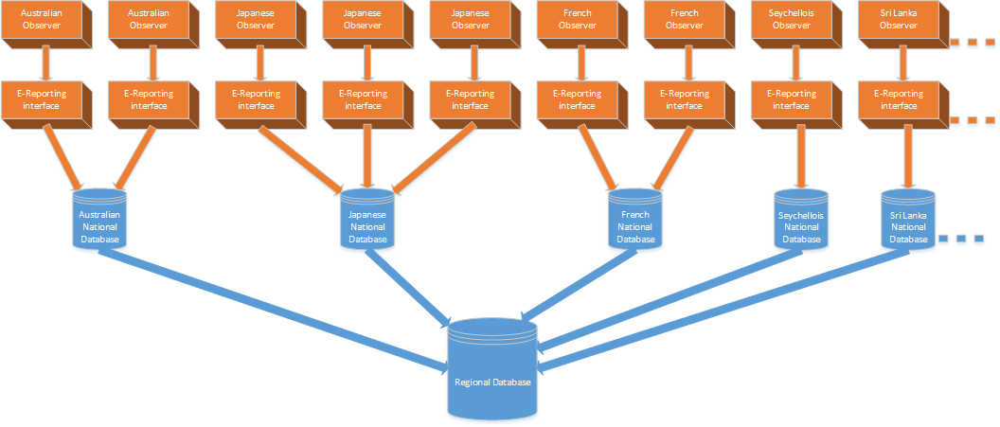 Australian
Observer
Australian
Observer
Japanese
Observer
Japanese
Observer
Japanese
Observer
French
Observer
French
Observer
Seychellois
Observer
Sri Lanka
Observer
E-Reporting
interface
E-Reporting
interface
E-Reporting
interface
E-Reporting
interface
E-Reporting
interface
E-Reporting
interface
E-Reporting
interface
E-Reporting
interface
E-Reporting
interface
Australian
National
Database
Japanese
National
Database
French
National
Database
Seychellois
National
Database
Sri Lanka
National
Database
Regional Database